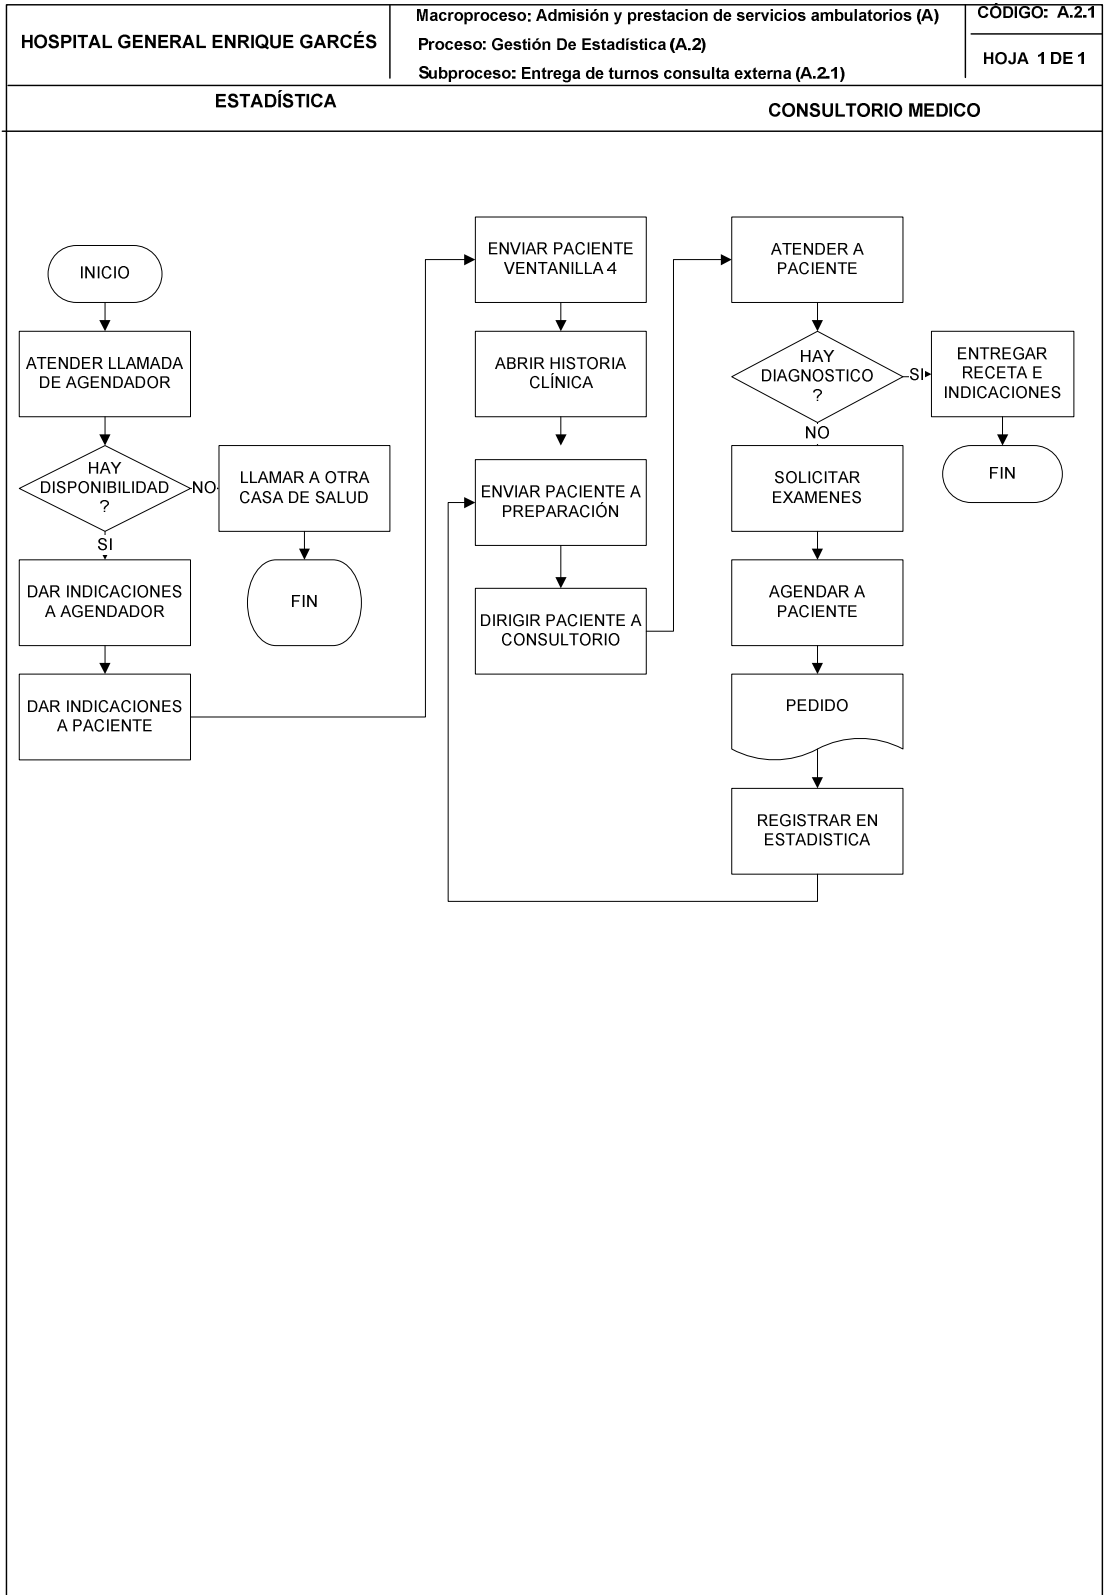 HOSPITAL GENERAL ENRIQUE GARCÉS
Macroproceso: Admisión y prestacion de servicios ambulatorios (A)
Proceso: Gestión De Estadística (A.2)
Subproceso: Entrega de turnos consulta externa (A.2.1)
CÓDIGO: A.2.1
HOJA 1 DE 1
ESTADÍSTICA
CONSULTORIO MEDICO
INICIO
ATENDER LLAMADA
DE AGENDADOR
HAY
DISPONIBILIDAD
?
NO
LLAMAR A OTRA
CASA DE SALUD
FIN
SI
DAR INDICACIONES
A AGENDADOR
DAR INDICACIONES
A PACIENTE
ENVIAR PACIENTE
VENTANILLA 4
ABRIR HISTORIA
CLÍNICA
ENVIAR PACIENTE A
PREPARACIÓN
DIRIGIR PACIENTE A
CONSULTORIO
ATENDER A
PACIENTE
HAY
DIAGNOSTICO
?
SI
ENTREGAR
RECETA E
INDICACIONES
FIN
NO
SOLICITAR
EXAMENES
AGENDAR A
PACIENTE
PEDIDO
REGISTRAR EN
ESTADISTICA